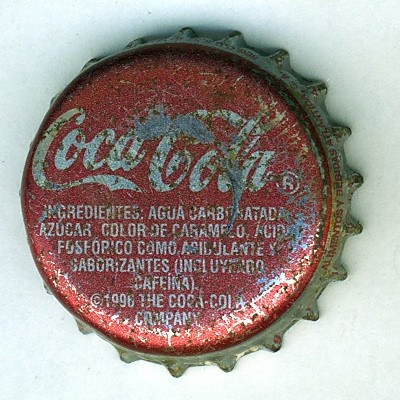 Coca-Cola ®
INGREDIENTES: AGUA CARBONATADA,
AZUCAR, COLOR DE CARAMELO, ACIDO
FOSFORICO COMO ACIDULANTE Y
SABORIZANTES (INCLUYENDO
CAFEINA).
©1996 THE COCA-COLA
COMPANY